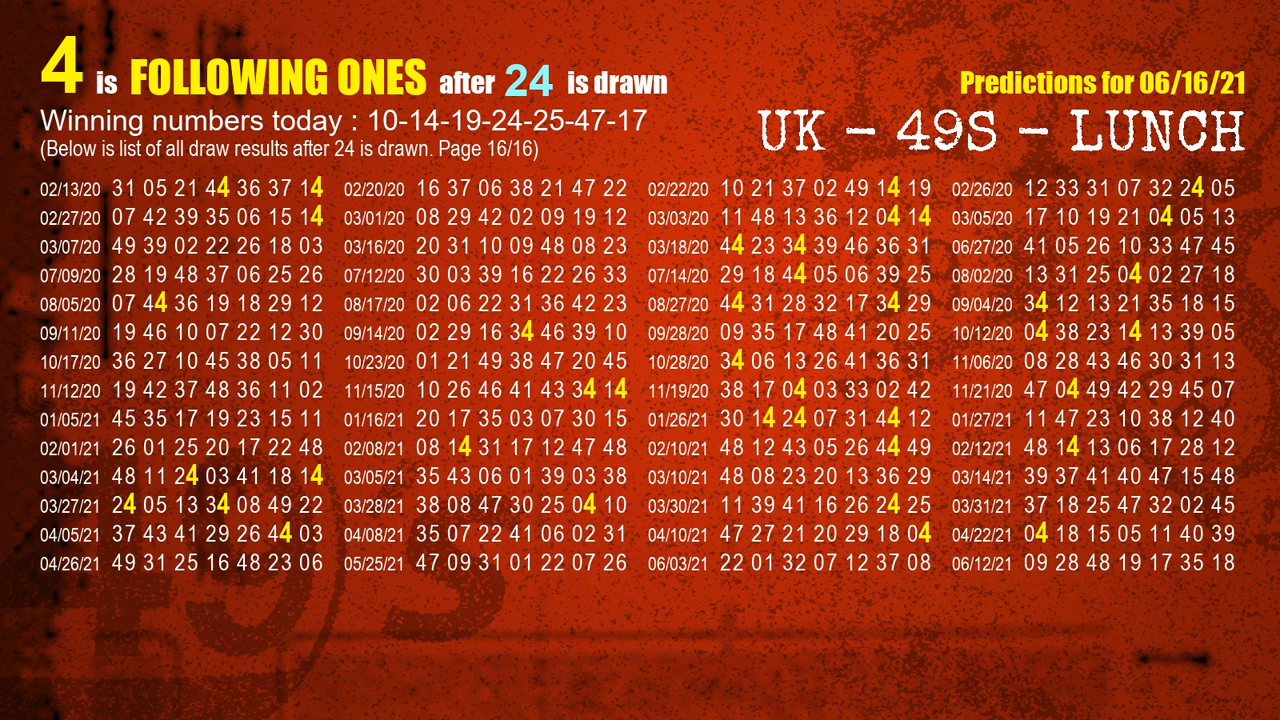 4 is FOLLOWING ONES after 24 is drawn
Predictions for 06/16/21
Winning numbers today : 10-14-19-24-25-47-17
UK - 49S - LUNCH
(Below is list of all draw results after 24 is drawn. Page 16/16)
02/13/20 31 05 21 44 36 37 14 02/20/20 16 37 06 38 21 47 22 02/22/20 10 21 37 02 49 14 19 02/26/20 12 33 31 07 32 24 05
02/27/20 07 42 39 35 06 15 14 03/01/20 08 29 42 02 09 19 12 03/03/20 11 48 13 36 12 04 14 03/05/20 17 10 19 21 04 05 13
03/07/20 49 39 02 22 26 18 03 03/16/20 20 31 10 09 48 08 23 03/18/20 44 23 34 39 46 36 31 06/27/20 41 05 26 10 33 47 45
07/09/20 28 19 48 37 06 25 26 07/12/20 30 03 39 16 22 26 33 07/14/20 29 18 44 05 06 39 25 08/02/20 13 31 25 04 02 27 18
08/05/20 07 44 36 19 18 29 12 08/17/20 02 06 22 31 36 42 23 08/27/20 44 31 28 32 17 34 29 09/04/20 34 12 13 21 35 18 15
09/11/20 19 46 10 07 22 12 30 09/14/20 02 29 16 34 46 39 10 09/28/20 09 35 17 48 41 20 25 10/12/20 04 38 23 14 13 39 05
10/17/20 36 27 10 45 38 05 11 10/23/20 01 21 49 38 47 20 45 10/28/20 34 06 13 26 41 36 31 11/06/20 08 28 43 46 30 31 13
11/12/20 19 42 37 48 36 11 02 11/15/20 10 26 46 41 43 34 14 11/19/20 38 17 04 03 33 02 42 11/21/20 47 04 49 42 29 45 07
01/05/21 45 35 17 19 23 15 11 01/16/21 20 17 35 03 07 30 15 01/26/21 30 14 24 07 31 44 12 01/27/21 11 47 23 10 38 12 40
02/01/21 26 01 25 20 17 22 48 02/08/21 08 14 31 17 12 47 48 02/10/21 48 12 43 05 26 44 49 02/12/21 48 14 13 06 17 28 12
03/04/21 48 11 24 03 41 18 14 03/05/21 35 43 06 01 39 03 38 03/10/21 48 08 23 20 13 36 29 03/14/21 39 37 41 40 47 15 48
03/27/21 24 05 13 34 08 49 22 03/28/21 38 08 47 30 25 04 10 03/30/21 11 39 41 16 26 24 25 03/31/21 37 18 25 47 32 02 45
04/05/21 37 43 41 29 26 44 03 04/08/21 35 07 22 41 06 02 31 04/10/21 47 27 21 20 29 18 04 04/22/21 04 18 15 05 11 40 39
04/26/21 49 31 25 16 48 23 06 05/25/21 47 09 31 01 22 07 26 06/03/21 22 01 32 07 12 37 08 06/12/21 09 28 48 19 17 35 18
49's